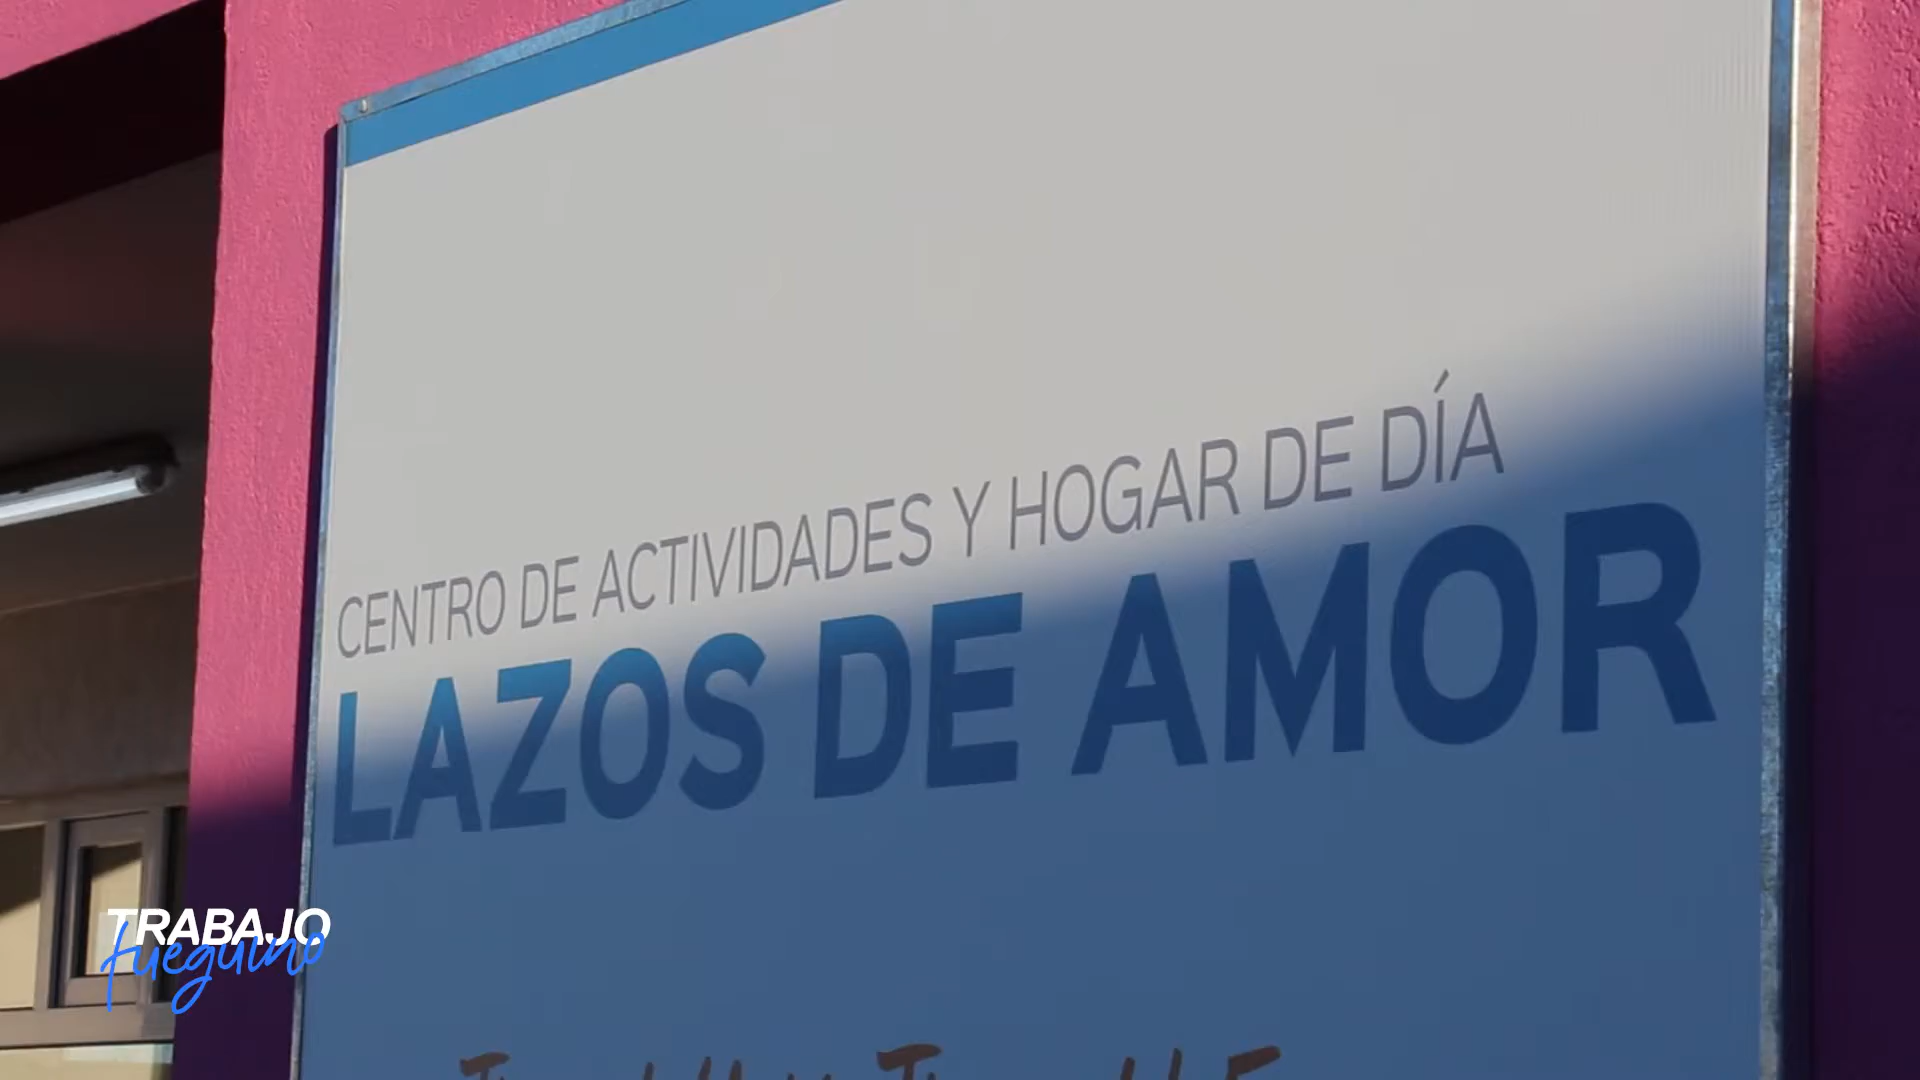 CENTRO DE ACTIVIDADES Y HOGAR DE DÍA
LAZOS DE AMOR
TRABAJO
fueguino